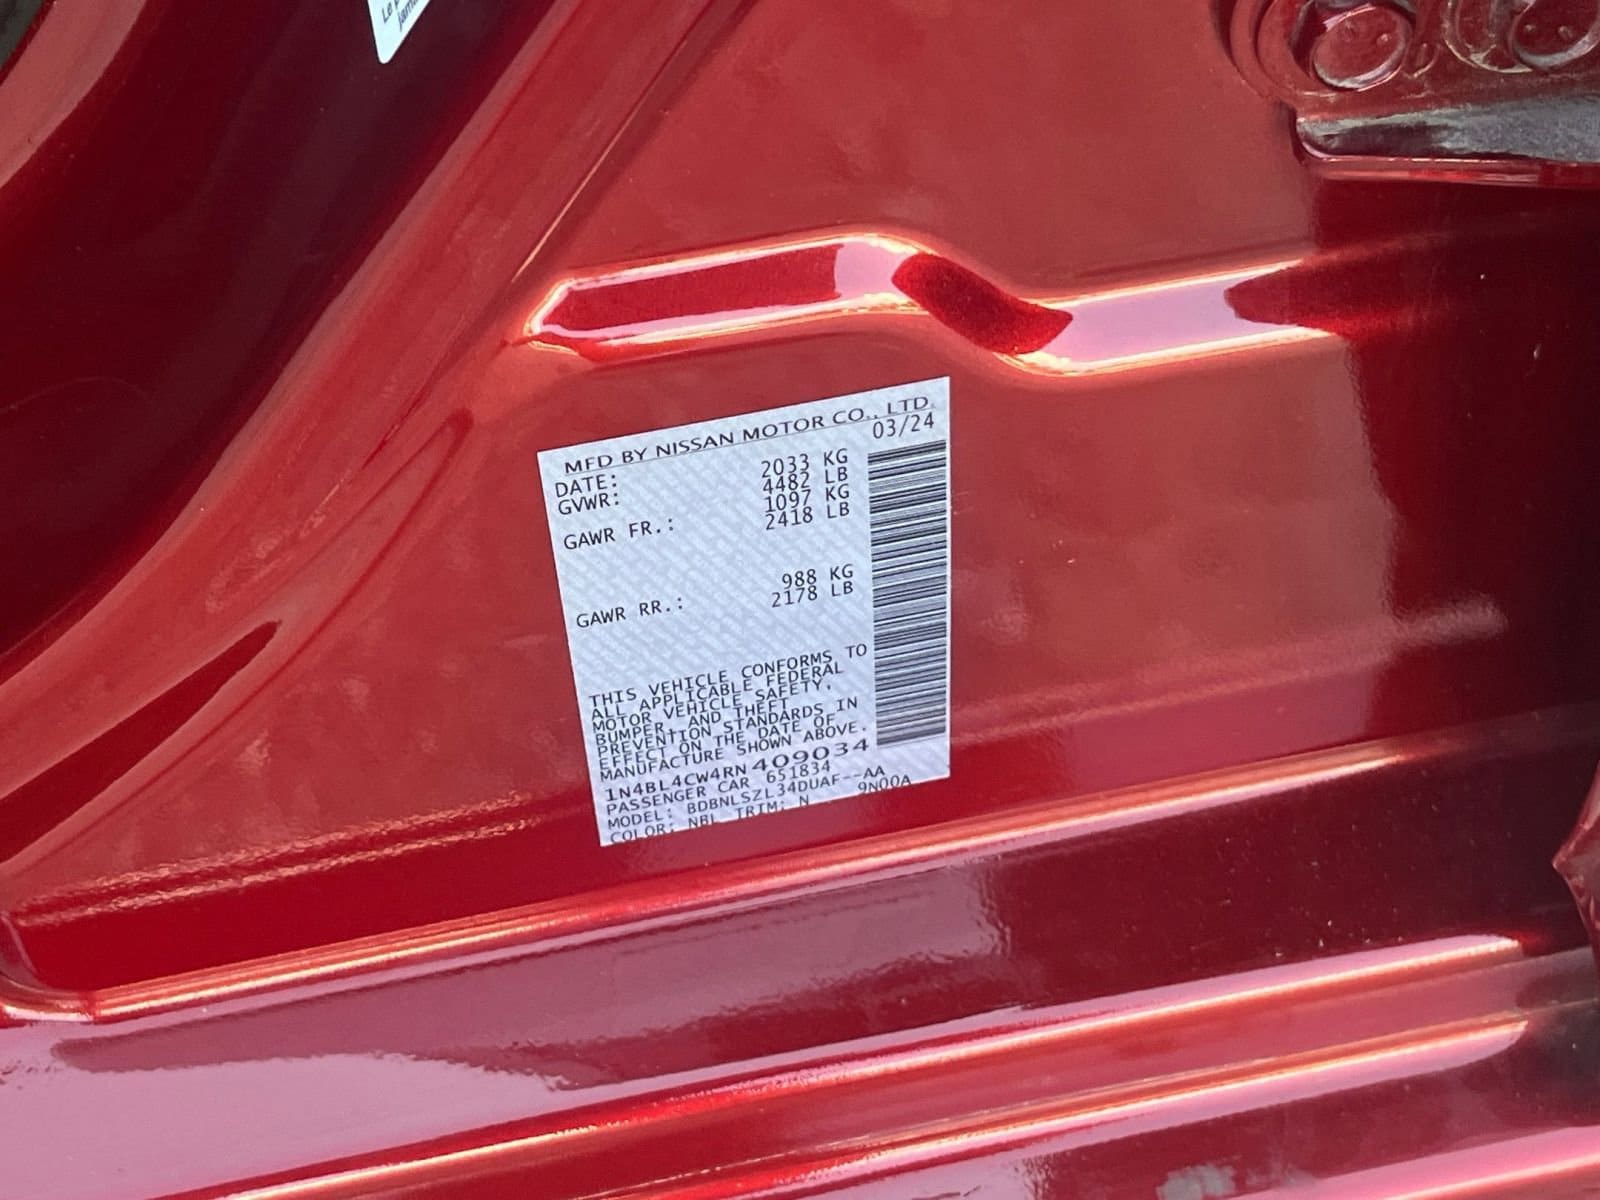 MFD BY NISSAN MOTOR CO., LTD.
DATE: 03/24
GVWR: 2033 KG
4482 LB
GAWR FR.: 1097 KG
2418 LB
GAWR RR.: 988 KG
2178 LB
THIS VEHICLE CONFORMS TO
ALL APPLICABLE FEDERAL
MOTOR VEHICLE SAFETY,
BUMPER, AND THEFT
PREVENTION STANDARDS IN
EFFECT ON THE DATE OF
MANUFACTURE SHOWN ABOVE.
1N4BL4CW4RN409034
PASSENGER CAR 651834
MODEL: BDBNLSZL34DUAF--AA
COLOR: NBL TRIM: N 9N00A